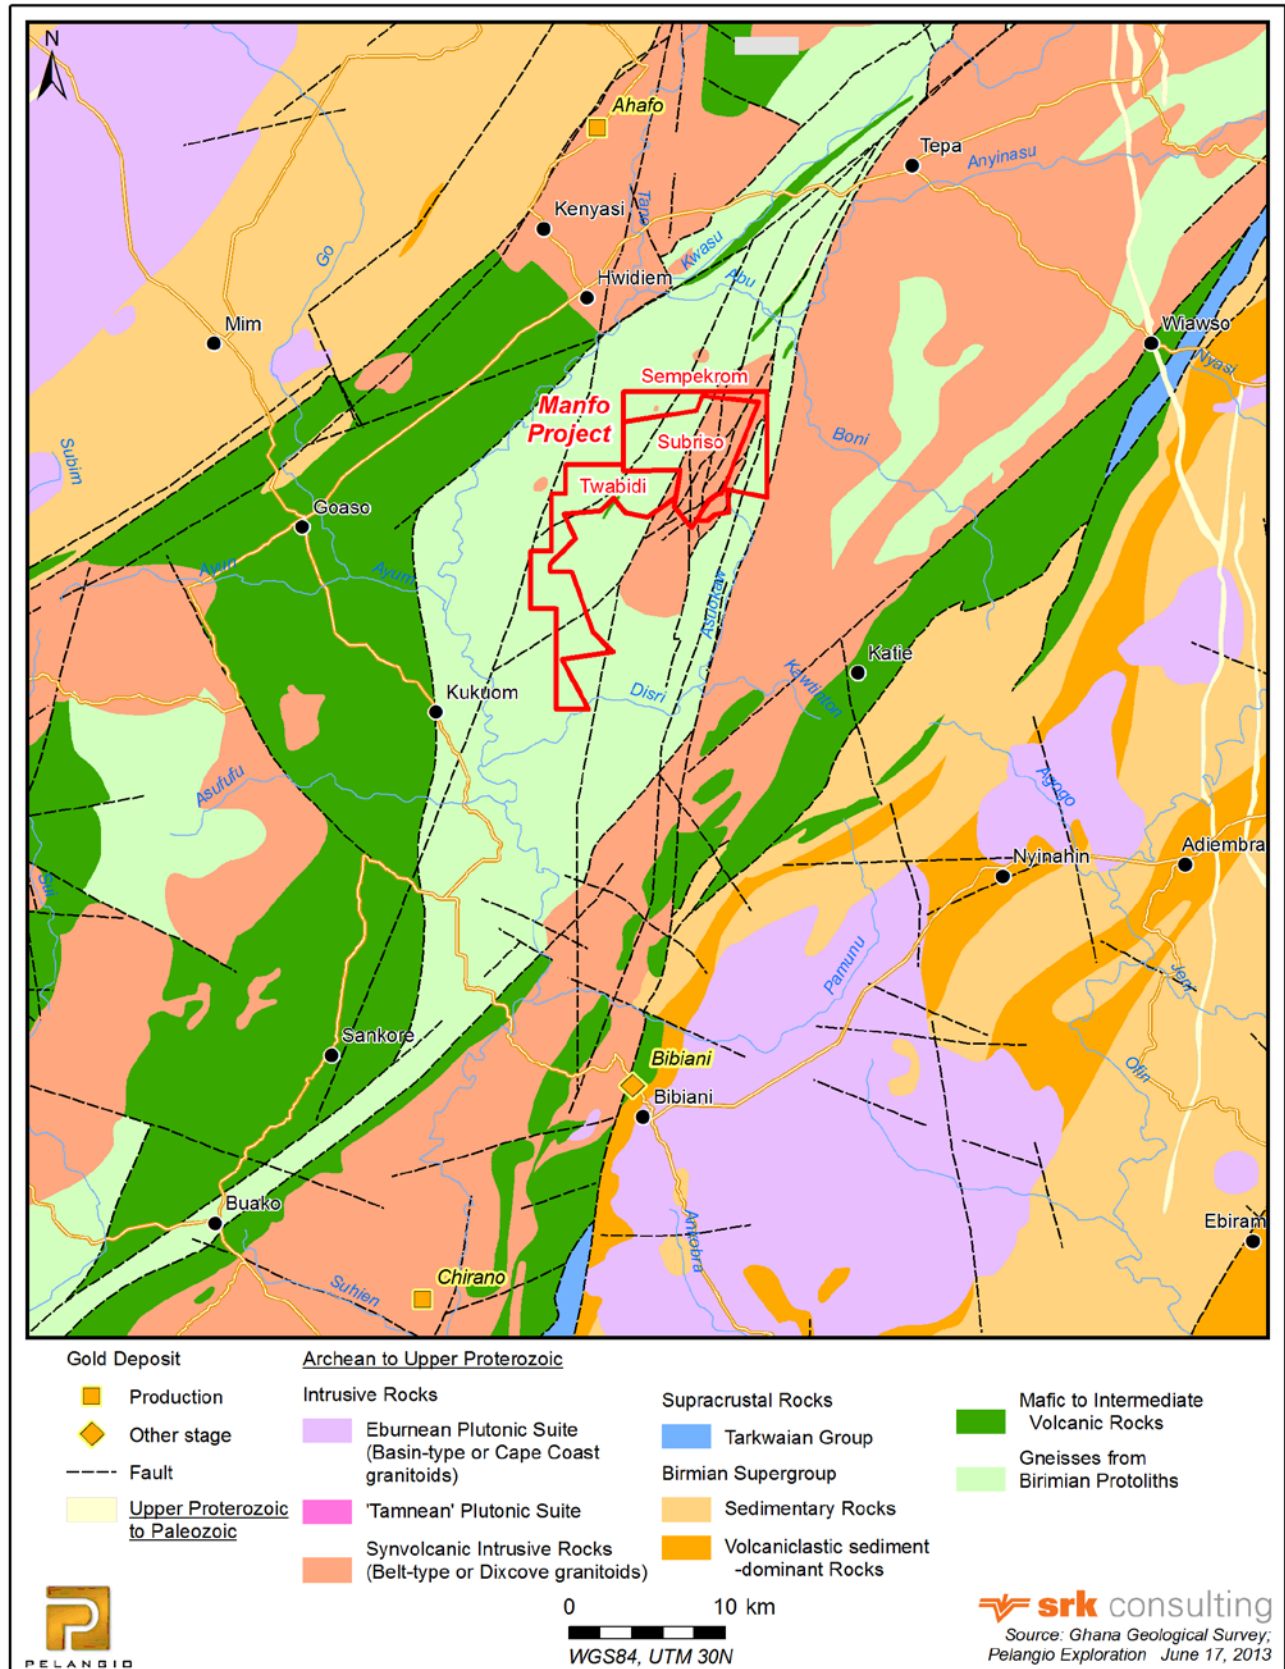 N
Ahafo
Tepa
Anyinasu
Kenyasi
Tano
Kwasu
Go
Hwidiem
Abu
Mim
Wiawso
Nyasi
Sempekrom
Manfo
Project
Subriso
Boni
Subim
Twabidi
Goaso
Ayun
Ayum
Asuokaw
Katie
Kukuom
Disri
Kawtintori
Asufufu
Agogo
Adiembra
Nyinahin
Sui
Pamunu
Jeni
Sankore
Bibiani
Bibiani
Ofin
Buako
Ankobra
Ebiram
Chirano
Suhien
Gold Deposit
Production
Other stage
Fault
Upper Proterozoic
to Paleozoic
Archean to Upper Proterozoic
Intrusive Rocks
Eburnean Plutonic Suite
(Basin-type or Cape Coast
granitoids)
'Tamnean' Plutonic Suite
Synvolcanic Intrusive Rocks
(Belt-type or Dixcove granitoids)
Supracrustal Rocks
Tarkwaian Group
Birmian Supergroup
Sedimentary Rocks
Volcaniclastic sediment
-dominant Rocks
Mafic to Intermediate
Volcanic Rocks
Gneisses from
Birimian Protoliths
PELANGIO
0 10 km
WGS84, UTM 30N
srk consulting
Source: Ghana Geological Survey;
Pelangio Exploration June 17, 2013